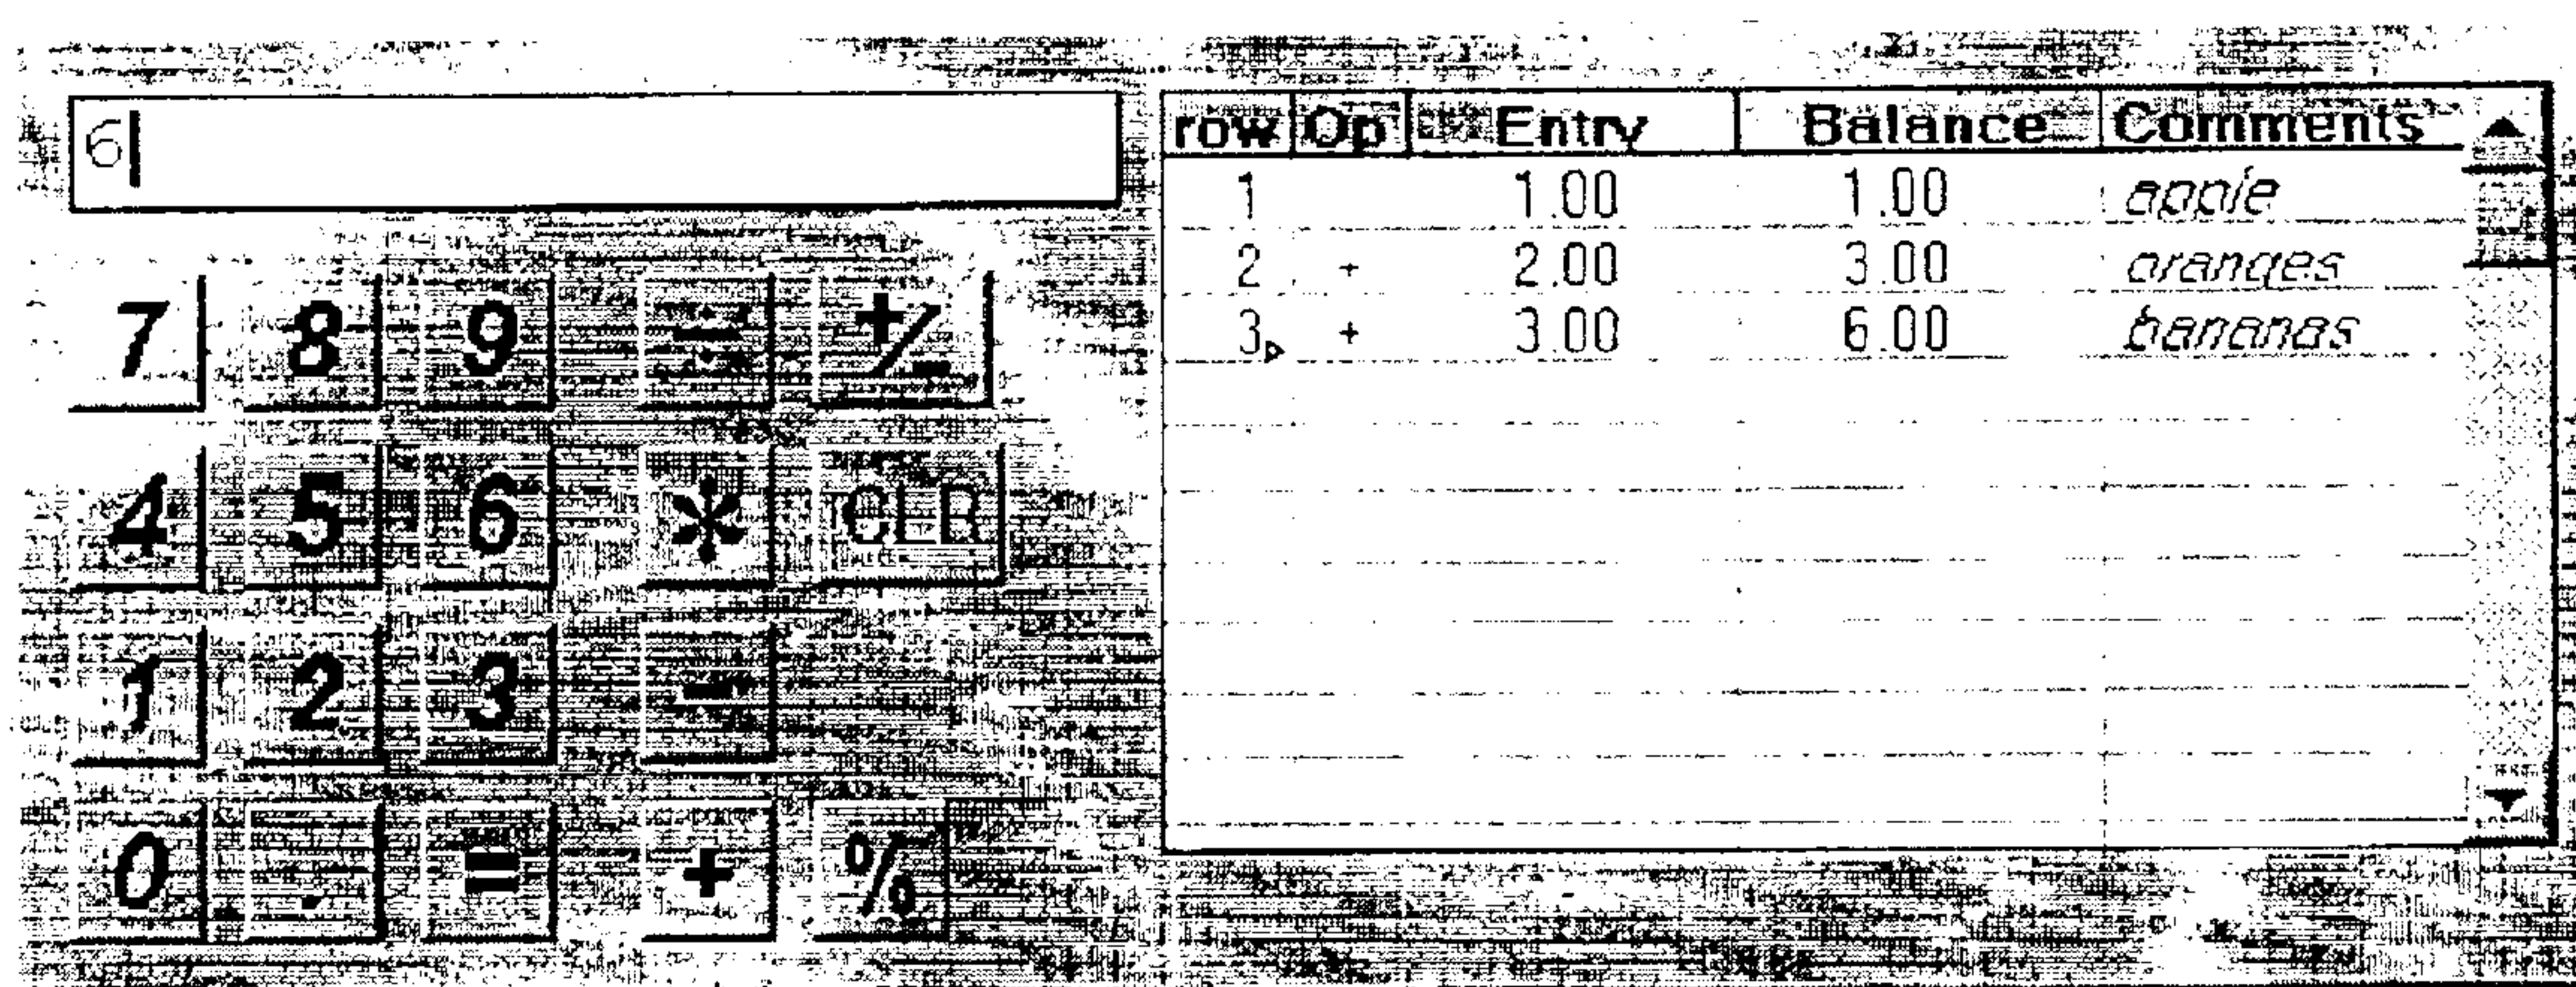 6
7 8 9 ÷ +/-
4 5 6 * CLR
1 2 3 -
0 . = + %
row Op Entry Balance Comments
1 1.00 1.00 apple
2 + 2.00 3.00 oranges
3 + 3.00 6.00 bananas